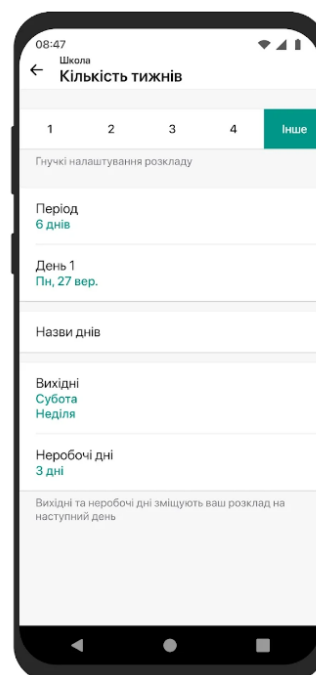 08:47
Школа
Кількість тижнів
1 2 3 4 Інше
Гнучкі налаштування розкладу
Період
6 днів
День 1
Пн, 27 вер.
Назви днів
Вихідні
Субота
Неділя
Неробочі дні
3 дні
Вихідні та неробочі дні зміщують ваш розклад на
наступний день